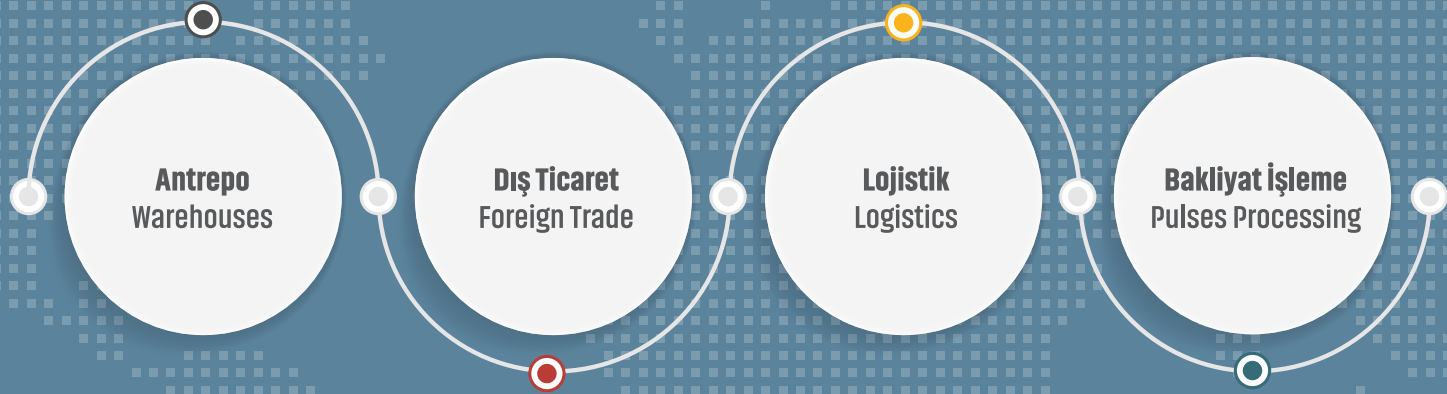 Antrepo
Warehouses
Dış Ticaret
Foreign Trade
Lojistik
Logistics
Bakliyat İşleme
Pulses Processing